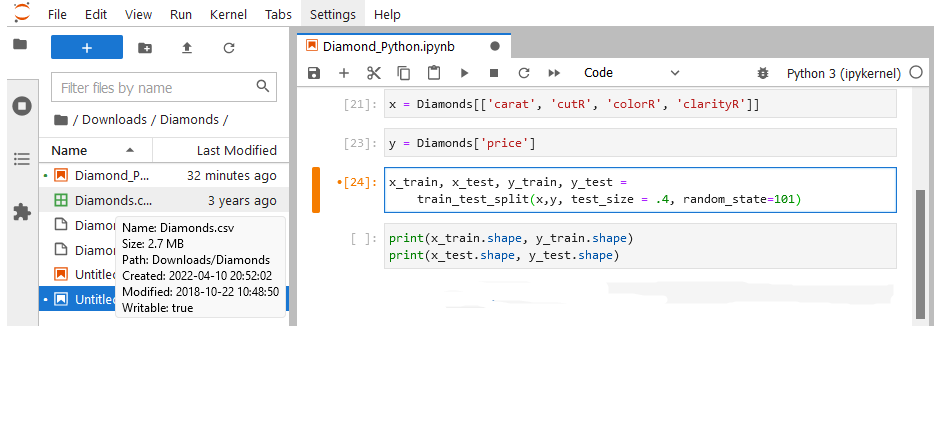 File Edit View Run Kernel Tabs Settings Help
Diamond_Python.ipynb
Filter files by name
Code
Python 3 (ipykernel)
/ Downloads / Diamonds /
Name Last Modified
Diamond_P... 32 minutes ago
Diamonds.c... 3 years ago
Diamon
Diamon
Untitle
Untitle
Name: Diamonds.csv
Size: 2.7 MB
Path: Downloads/Diamonds
Created: 2022-04-10 20:52:02
Modified: 2018-10-22 10:48:50
Writable: true
[21]: x = Diamonds[['carat', 'cutR', 'colorR', 'clarityR']]
[23]: y = Diamonds['price']
[24]: x_train, x_test, y_train, y_test =
train_test_split(x,y, test_size = .4, random_state=101)
[ ]: print(x_train.shape, y_train.shape)
print(x_test.shape, y_test.shape)